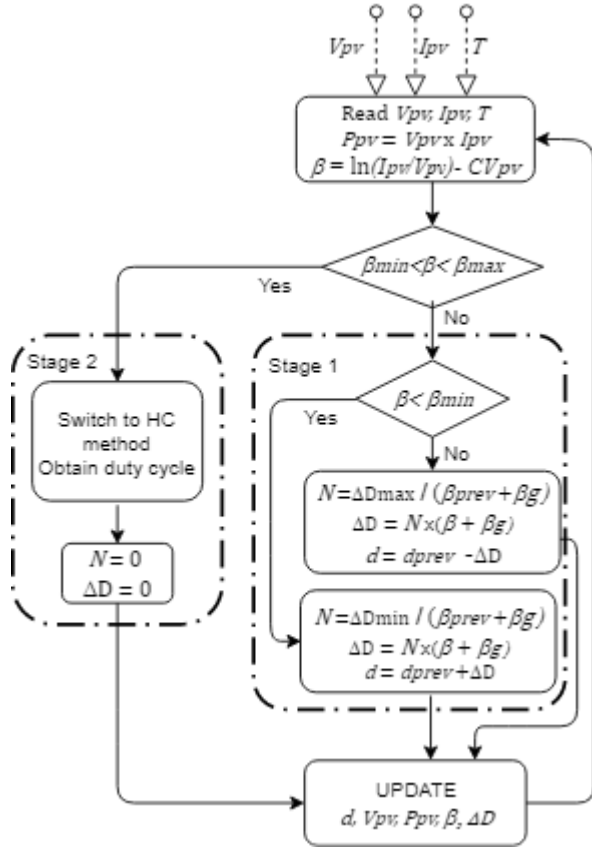 Vpv Ipv T
Read Vpv, Ipv, T
Ppv = Vpv x Ipv
β = ln(Ipv/Vpv)- CVpv
βmin<β< βmax
Yes
No
Stage 2
Stage 1
Switch to HC
method
Obtain duty cycle
N = 0
ΔD = 0
β< βmin
Yes
No
N=ΔDmax / (βprev+βg)
ΔD = N x(β + βg)
d = dprev -ΔD
N=ΔDmin / (βprev+βg)
ΔD = N x(β + βg)
d = dprev+ΔD
UPDATE
d, Vpv, Ppv, β, ΔD